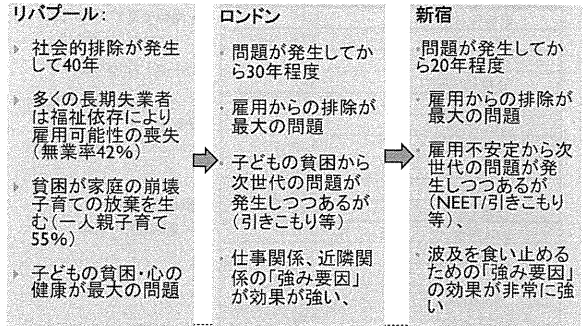 リバプール:
社会的排除が発生
して40年
多くの長期失業者
は福祉依存により
雇用可能性の喪失
(無業率42%)
貧困が家庭の崩壊
子育ての放棄を生
む(一人親子育て
55%)
子どもの貧困・心の
健康が最大の問題
ロンドン
問題が発生してか
ら30年程度
雇用からの排除が
最大の問題
子どもの貧困から
次世代の問題が
発生しつつあるが
(引きこもり等)
仕事関係、近隣関
係の「強み要因」
が効果が強い、
新宿
問題が発生してか
ら20年程度
雇用からの排除が
最大の問題
雇用不安定から次
世代の問題が発
生しつつあるが
(NEET/引きこもり
等)、
波及を食い止める
ための「強み要因」
の効果が非常に強
い